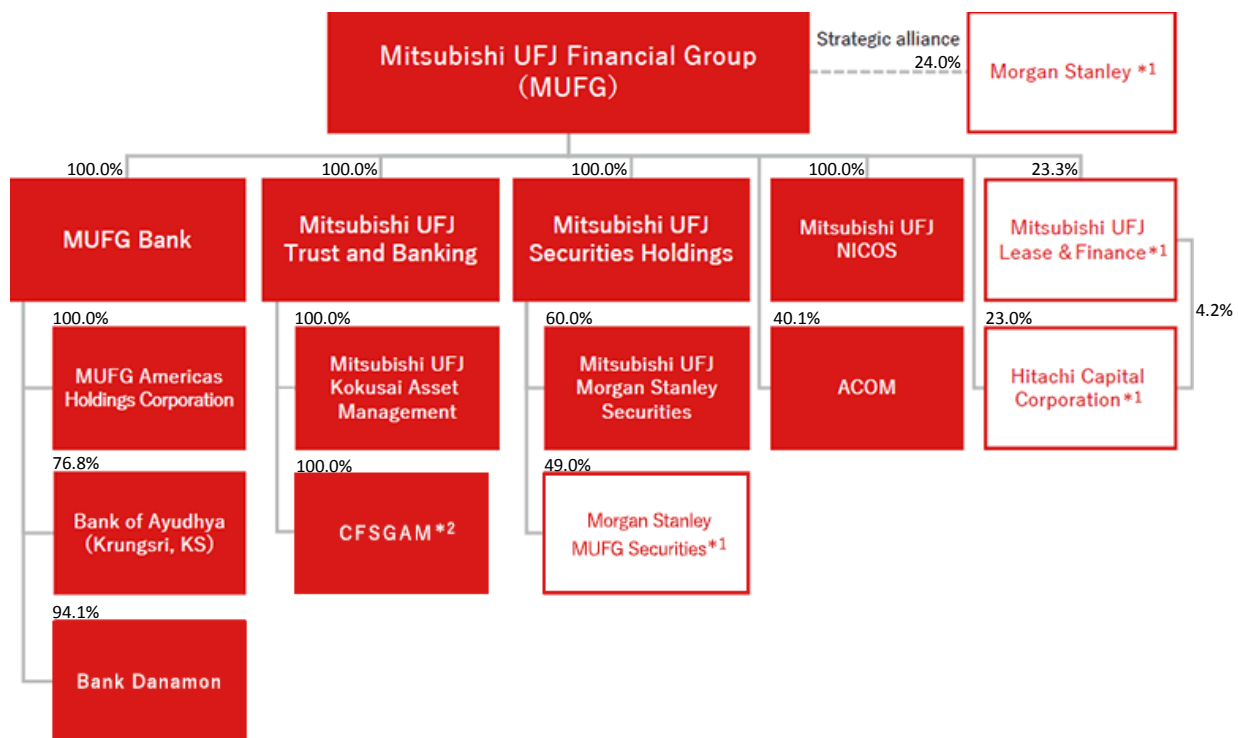 Mitsubishi UFJ Financial Group
(MUFG)
Strategic alliance
24.0%
Morgan Stanley *1
100.0%
100.0%
100.0%
100.0%
23.3%
MUFG Bank
Mitsubishi UFJ
Trust and Banking
Mitsubishi UFJ
Securities Holdings
Mitsubishi UFJ
NICOS
Mitsubishi UFJ
Lease & Finance*1
4.2%
100.0%
100.0%
60.0%
40.1%
23.0%
MUFG Americas
Holdings Corporation
Mitsubishi UFJ
Kokusai Asset
Management
Mitsubishi UFJ
Morgan Stanley
Securities
ACOM
Hitachi Capital
Corporation*1
76.8%
100.0%
49.0%
Bank of Ayudhya
(Krungsri, KS)
CFSGAM*2
Morgan Stanley
MUFG Securities*1
94.1%
Bank Danamon